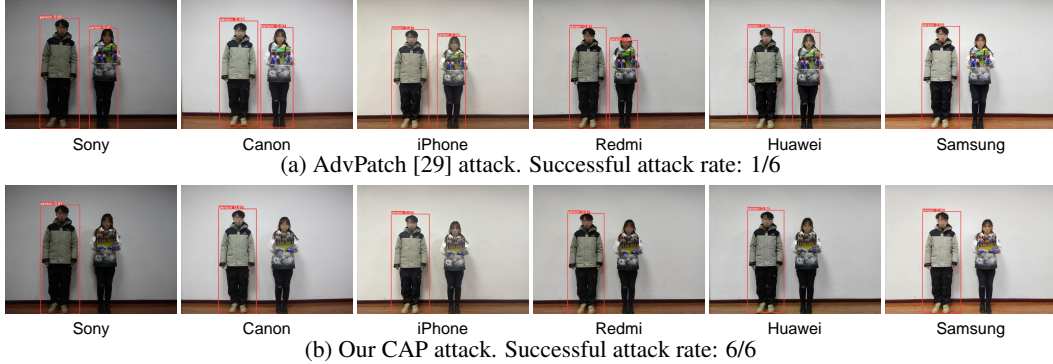 Sony Canon iPhone Redmi Huawei Samsung
(a) AdvPatch [29] attack. Successful attack rate: 1/6
Sony Canon iPhone Redmi Huawei Samsung
(b) Our CAP attack. Successful attack rate: 6/6